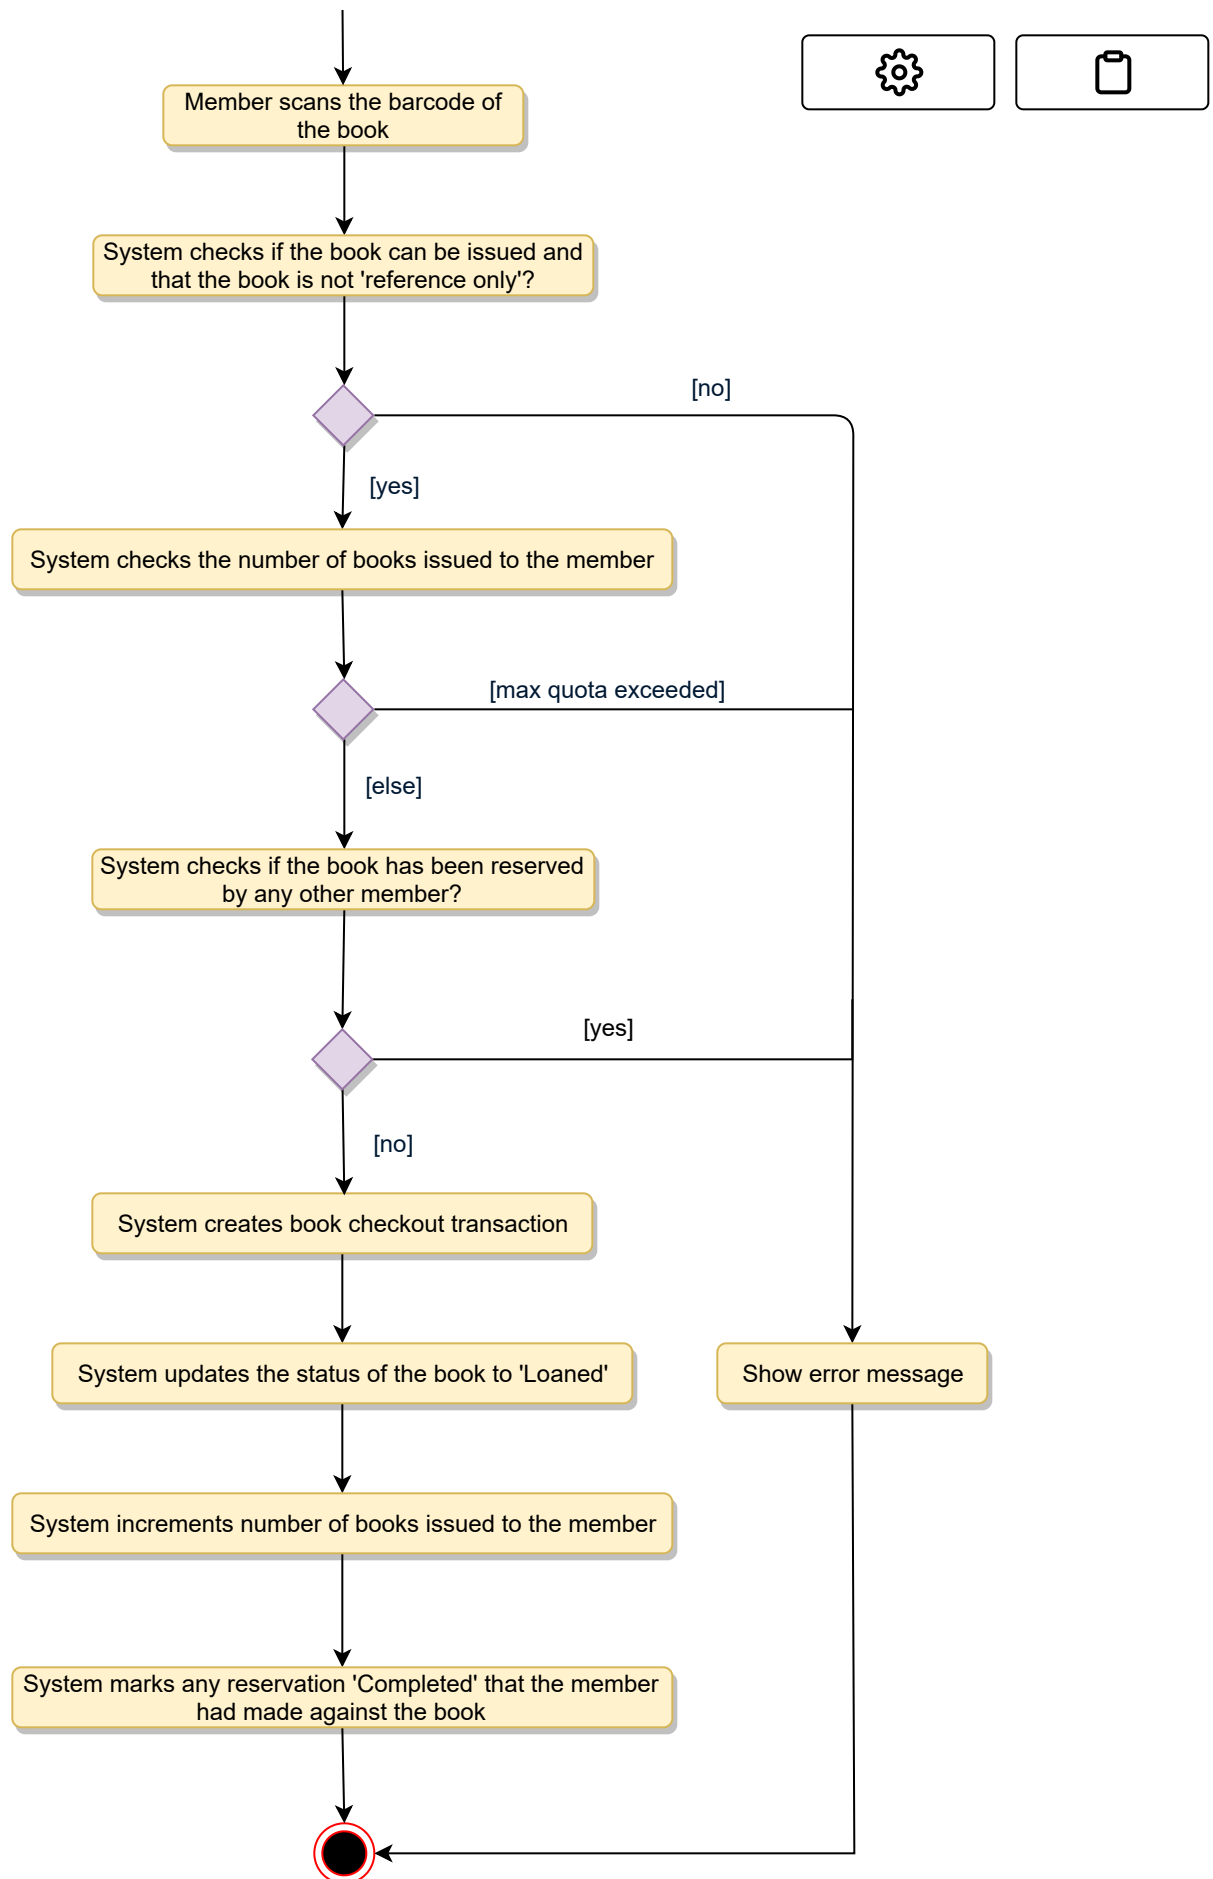 Member scans the barcode of
the book
System checks if the book can be issued and
that the book is not 'reference only'?
[no]
[yes]
System checks the number of books issued to the member
[max quota exceeded]
[else]
System checks if the book has been reserved
by any other member?
[yes]
[no]
System creates book checkout transaction
System updates the status of the book to 'Loaned'
Show error message
System increments number of books issued to the member
System marks any reservation 'Completed' that the member
had made against the book